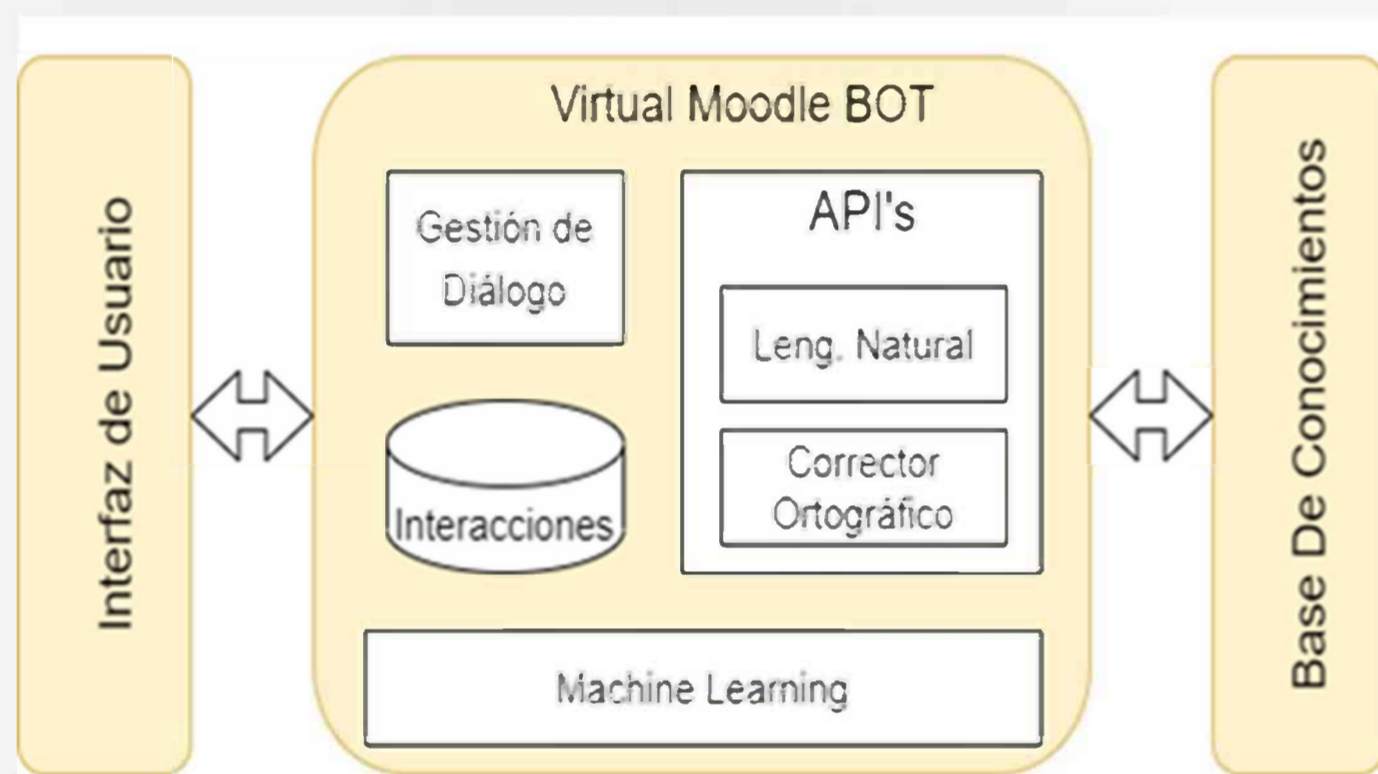 Interfaz de Usuario
Virtual Moodle BOT
Gestión de
Diálogo
Interacciones
API's
Leng. Natural
Corrector
Ortográfico
Machine Learning
Base De Conocimientos